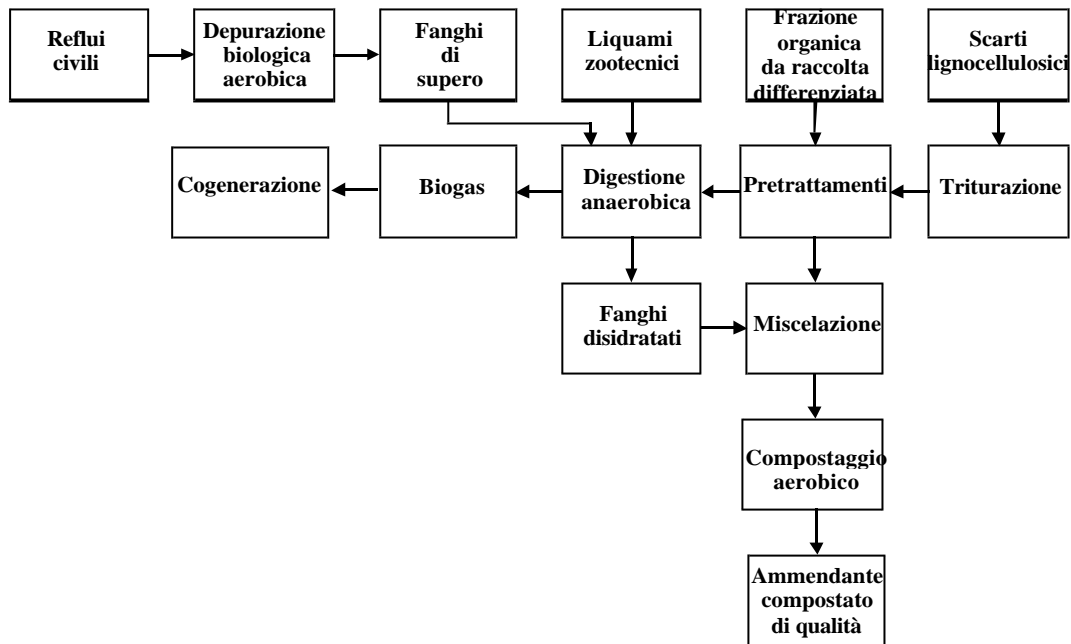 Reflui
civili
Depurazione
biologica
aerobica
Fanghi
di
supero
Liquami
zootecnici
Frazione
organica
da raccolta
differenziata
Scarti
lignocellulosici
Cogenerazione
Biogas
Digestione
anaerobica
Pretrattamenti
Triturazione
Fanghi
disidratati
Miscelazione
Compostaggio
aerobico
Ammendante
compostato
di qualità